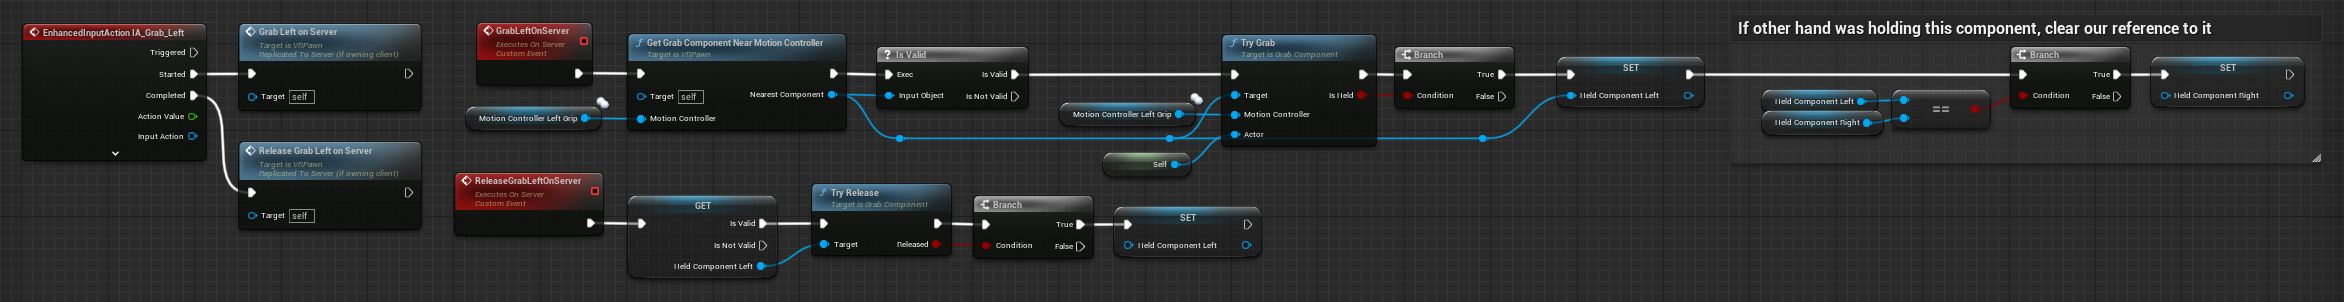 EnhancedInputAction IA_Grab_Left
Triggered
Started
Completed
Action Value
Input Action
Grab Left on Server
Target is VRPawn
Replicated To Server (if owning client)
Target self
Release Grab Left on Server
Target is VRPawn
Replicated To Server (if owning client)
Target self
GrabLeftOnServer
Executes On Server
Custom Event
Motion Controller Left Grip
Get Grab Component Near Motion Controller
Target is VRPawn
Target self
Nearest Component
Motion Controller
? Is Valid
Exec Is Valid
Input Object Is Not Valid
Motion Controller Left Grip
Self
Try Grab
Target is Grab Component
Target Is Held
Motion Controller
Actor
Branch
True
Condition False
SET
Held Component Left
If other hand was holding this component, clear our reference to it
Held Component Left
Held Component Right
==
Branch
True
Condition False
SET
Held Component Right
ReleaseGrabLeftOnServer
Executes On Server
Custom Event
GET
Is Valid
Is Not Valid
Held Component Left
Try Release
Target is Grab Component
Target Released
Branch
True
Condition False
SET
Held Component Left